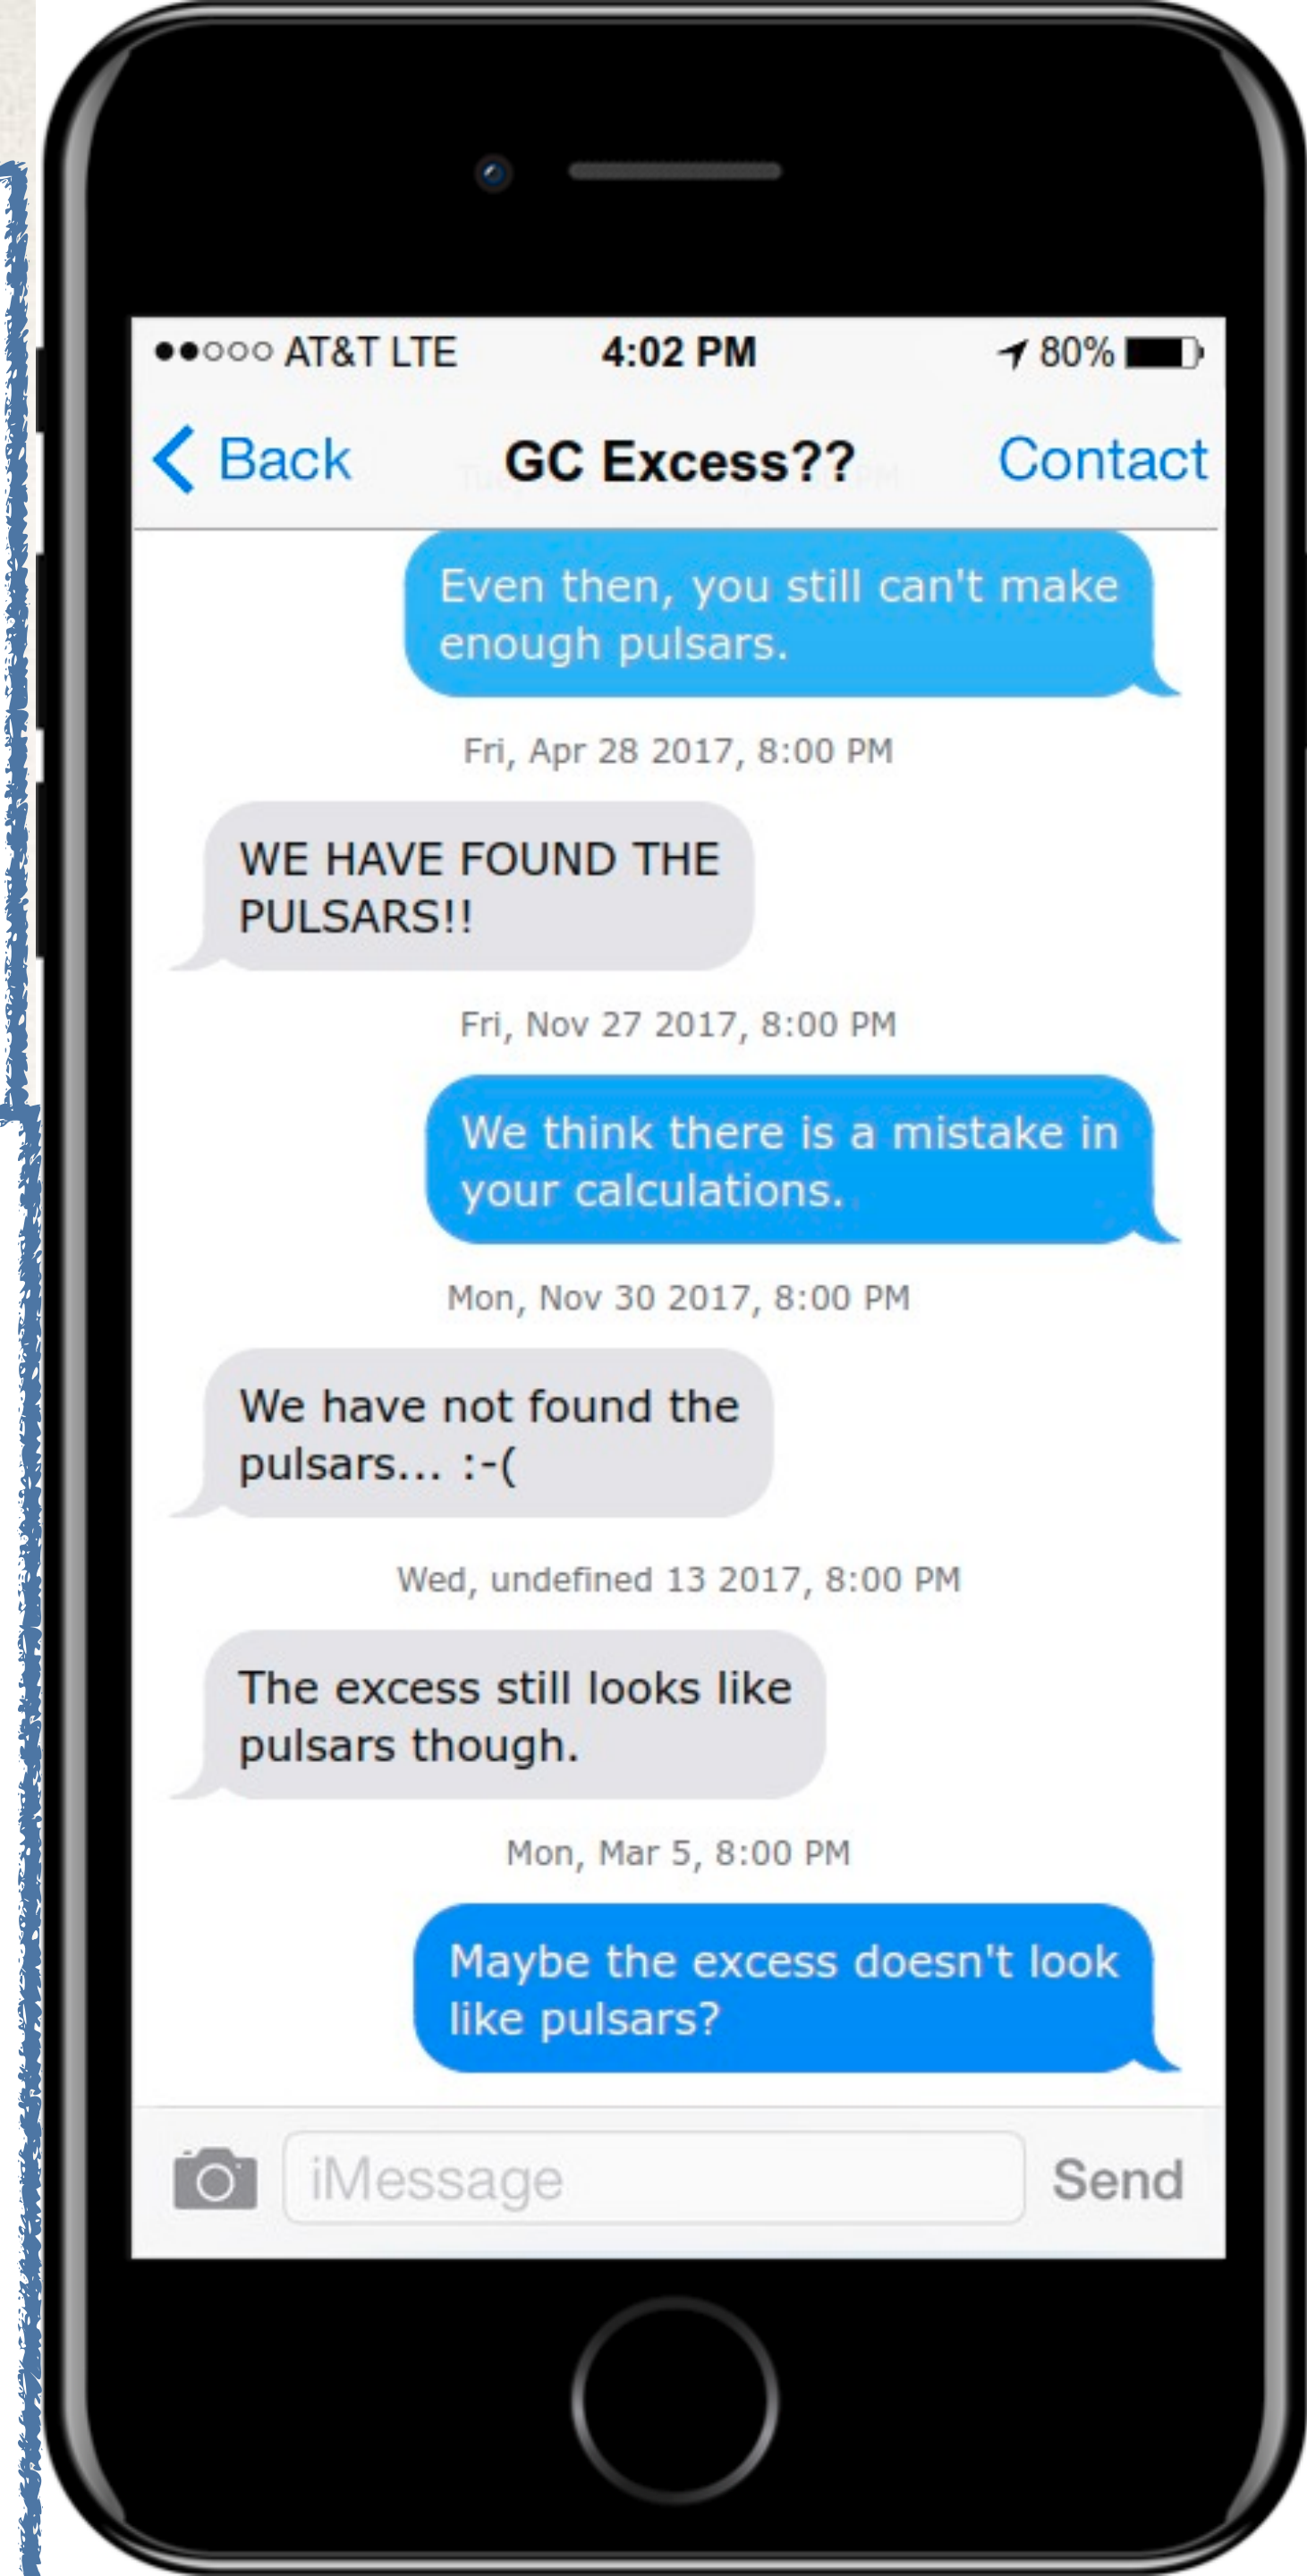 AT&T LTE 4:02 PM 80%
Back GC Excess?? Contact
Even then, you still can't make
enough pulsars.
Fri, Apr 28 2017, 8:00 PM
WE HAVE FOUND THE
PULSARS!!
Fri, Nov 27 2017, 8:00 PM
We think there is a mistake in
your calculations.
Mon, Nov 30 2017, 8:00 PM
We have not found the
pulsars... :-(
Wed, undefined 13 2017, 8:00 PM
The excess still looks like
pulsars though.
Mon, Mar 5, 8:00 PM
Maybe the excess doesn't look
like pulsars?
iMessage Send